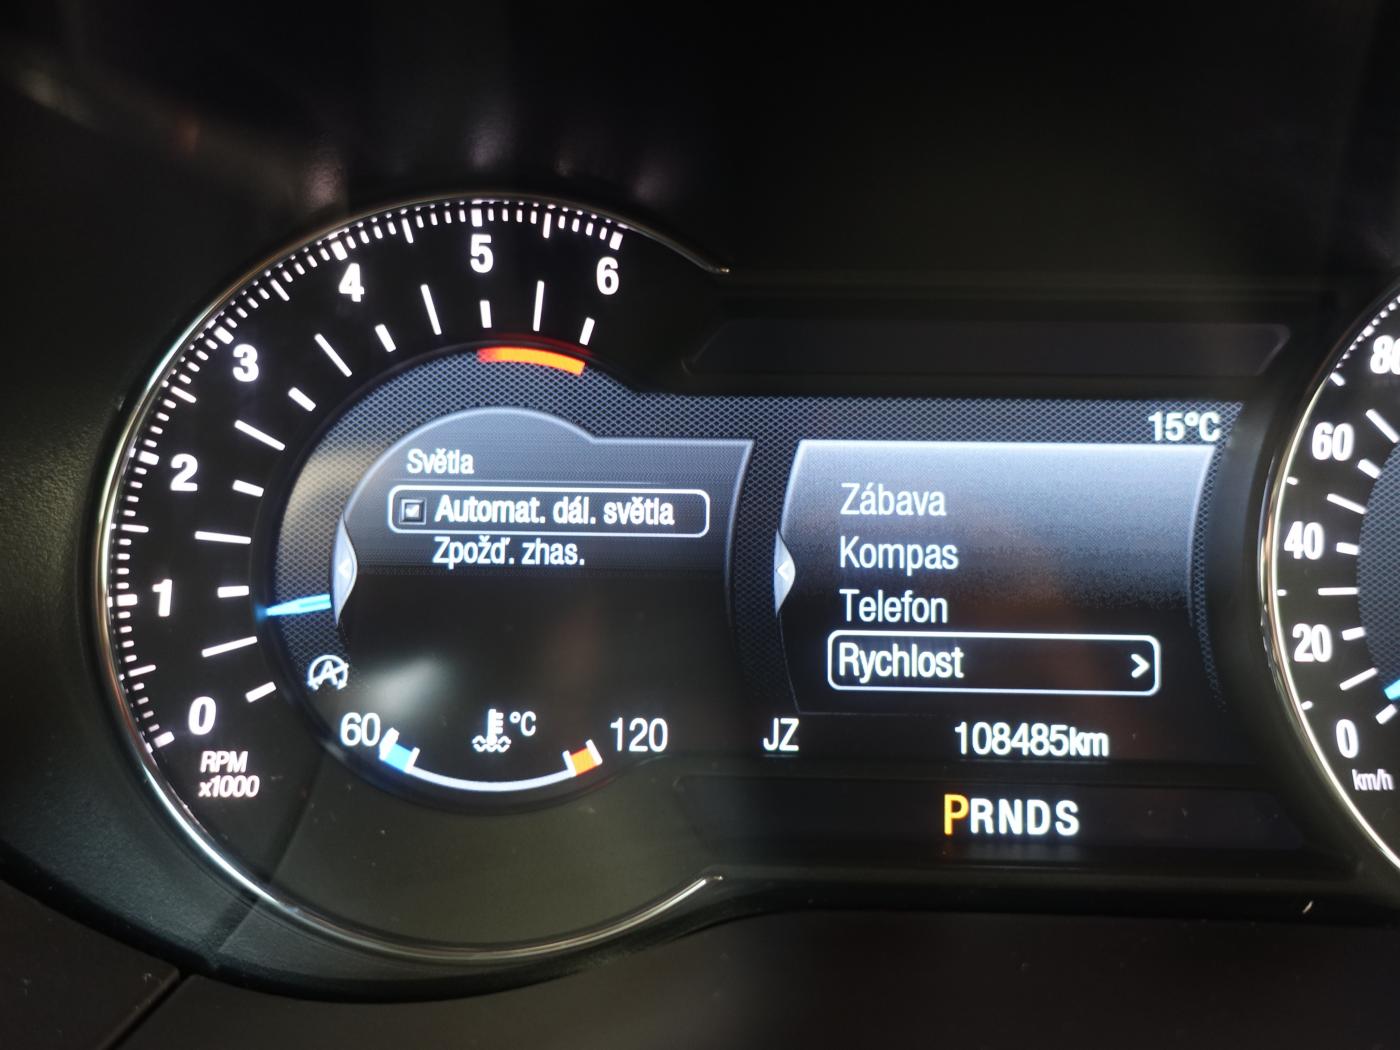 6
5
4
3
2
1
0
RPM
x1000
Světla
Automat. dál. světla
Zpožď. zhas.
60
°C
120
15°C
Zábava
Kompas
Telefon
Rychlost >
JZ
108485km
PRNDS
60
40
20
0
km/h